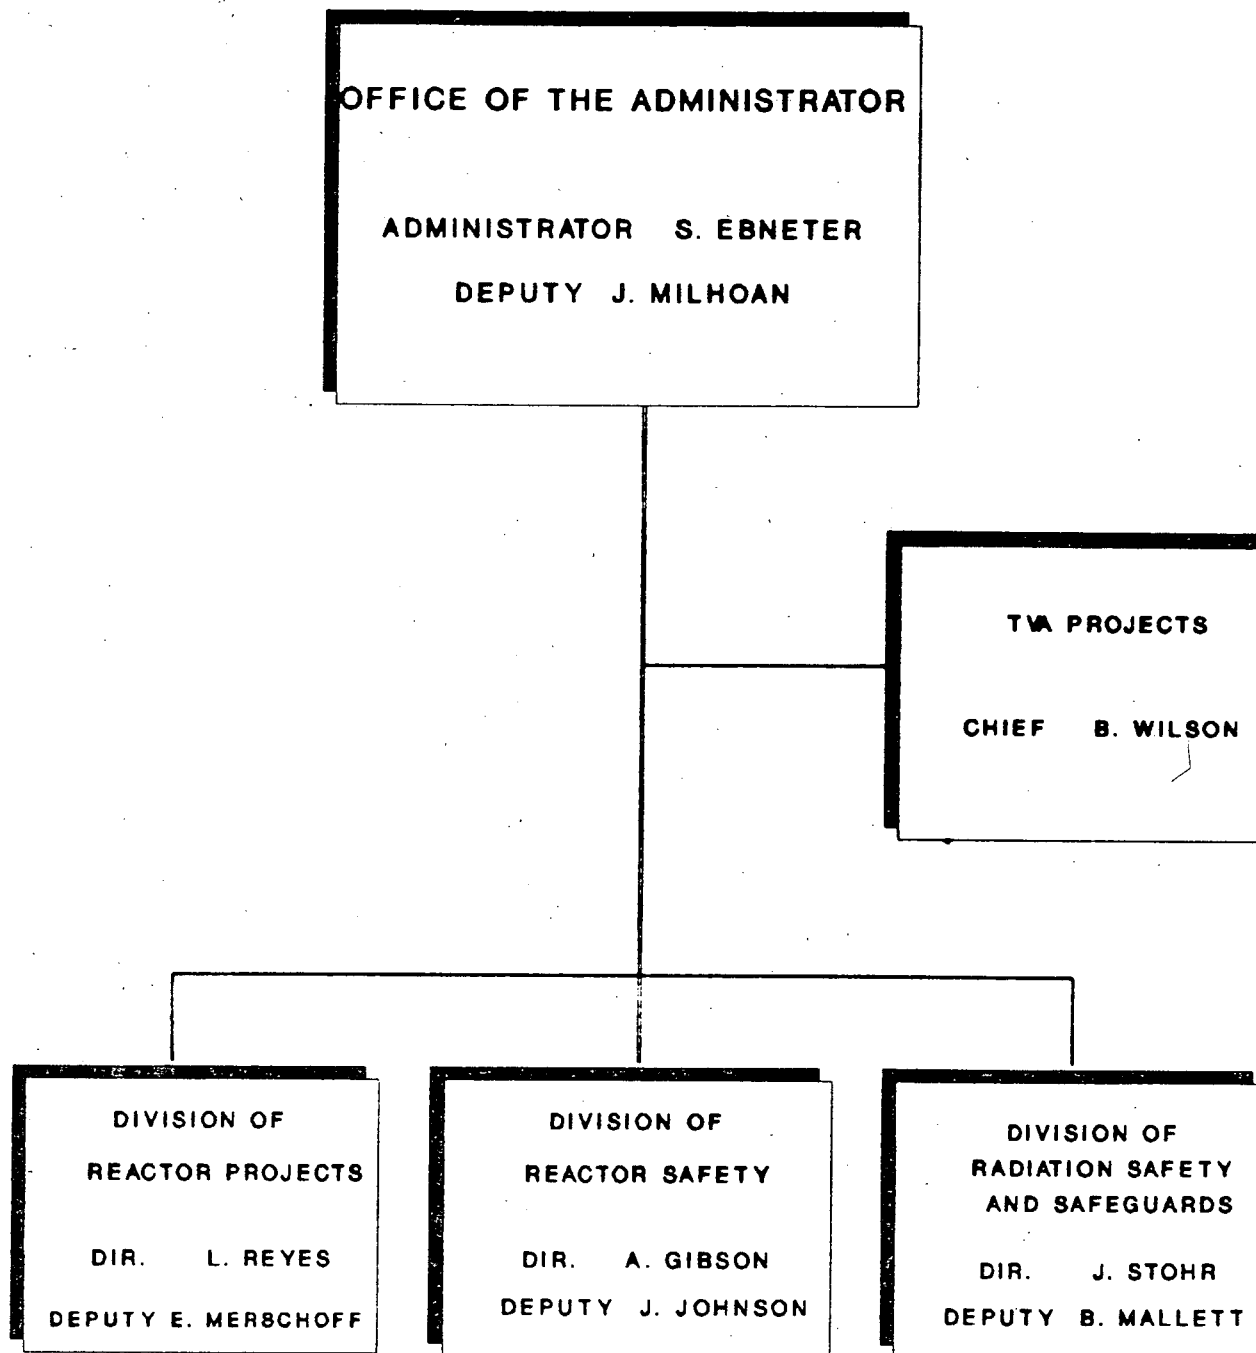 OFFICE OF THE ADMINISTRATOR
ADMINISTRATOR S. EBNETER
DEPUTY J. MILHOAN
TVA PROJECTS
CHIEF B. WILSON
DIVISION OF
REACTOR PROJECTS
DIR. L. REYES
DEPUTY E. MERSCHOFF
DIVISION OF
REACTOR SAFETY
DIR. A. GIBSON
DEPUTY J. JOHNSON
DIVISION OF
RADIATION SAFETY
AND SAFEGUARDS
DIR. J. STOHR
DEPUTY B. MALLETT